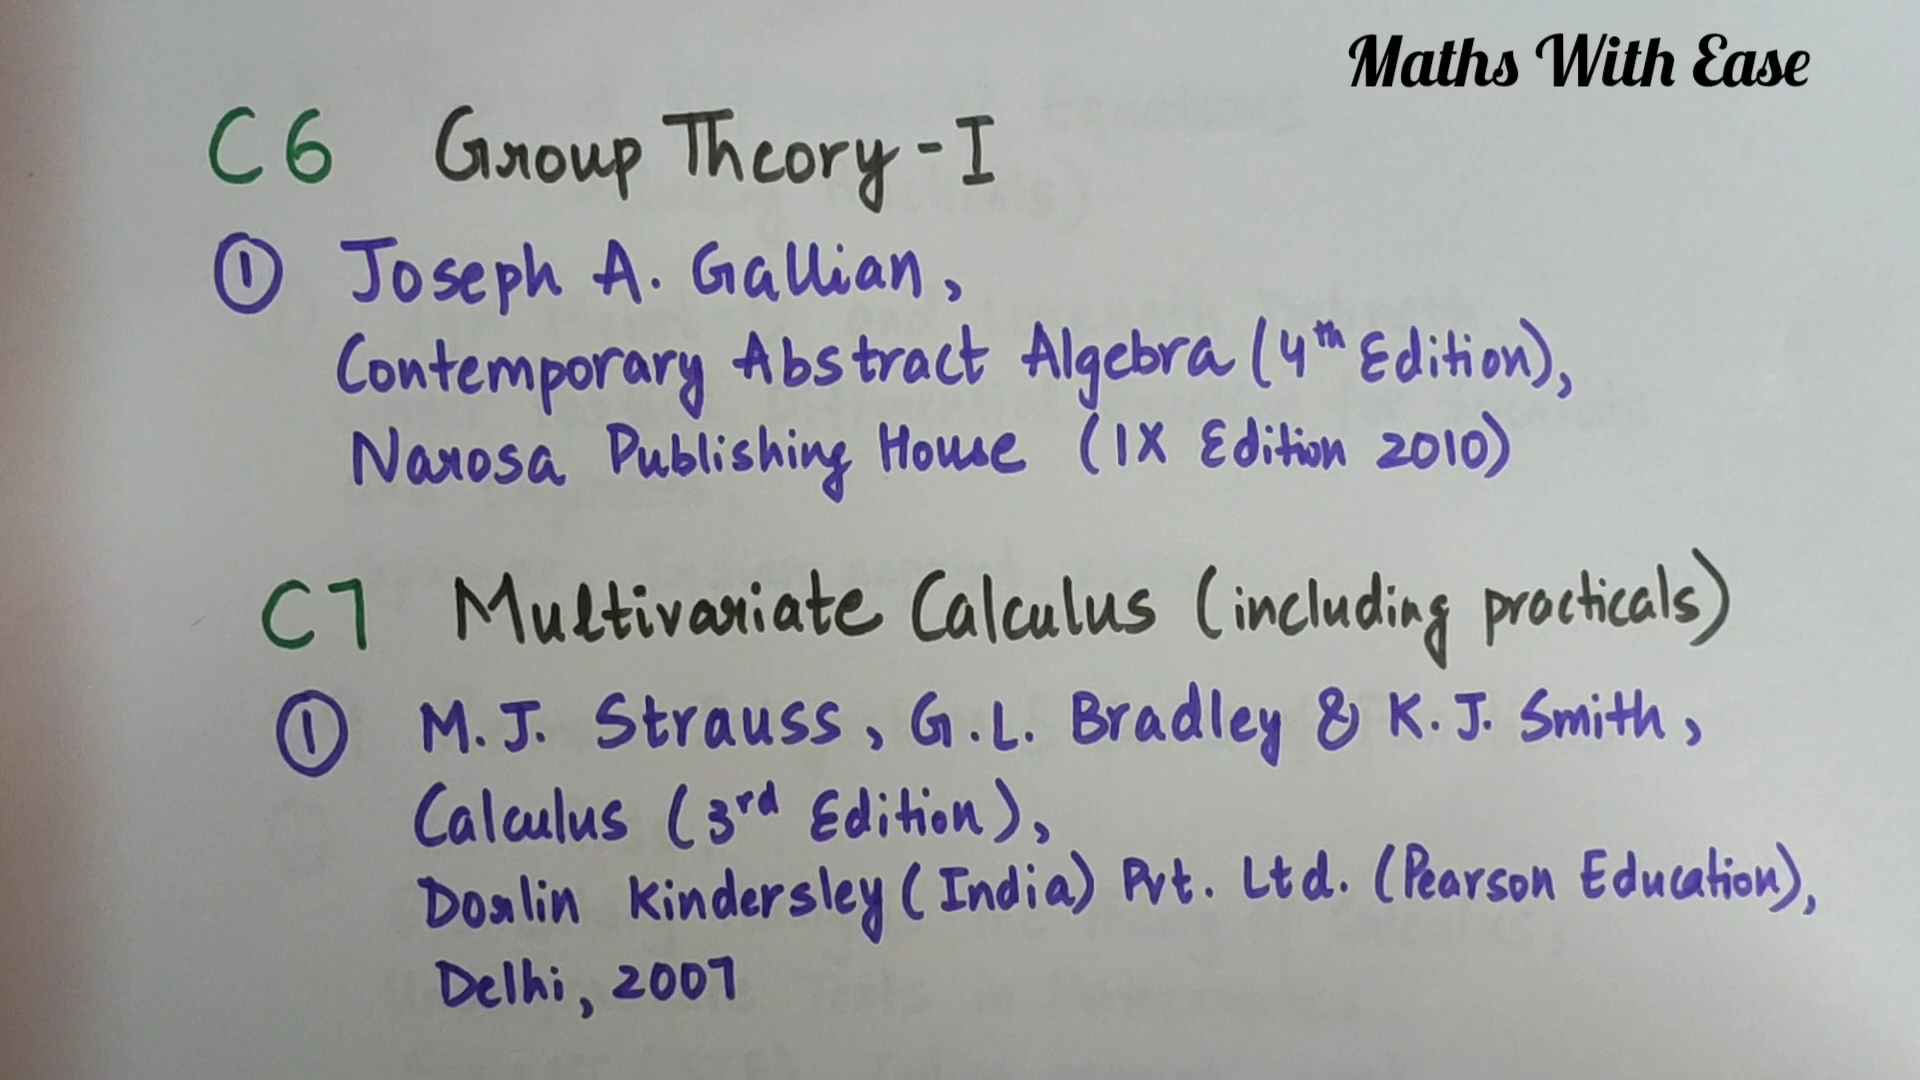 Maths With Ease
C6 Group Theory - I
① Joseph A. Gallian,
Contemporary Abstract Algebra (4th Edition),
Narosa Publishing House (IX Edition 2010)
C7 Multivariate Calculus (including practicals)
① M.J. Strauss, G.L. Bradley & K.J. Smith,
Calculus (3rd Edition),
Dorlin Kindersley (India) Pvt. Ltd. (Pearson Education),
Delhi, 2007